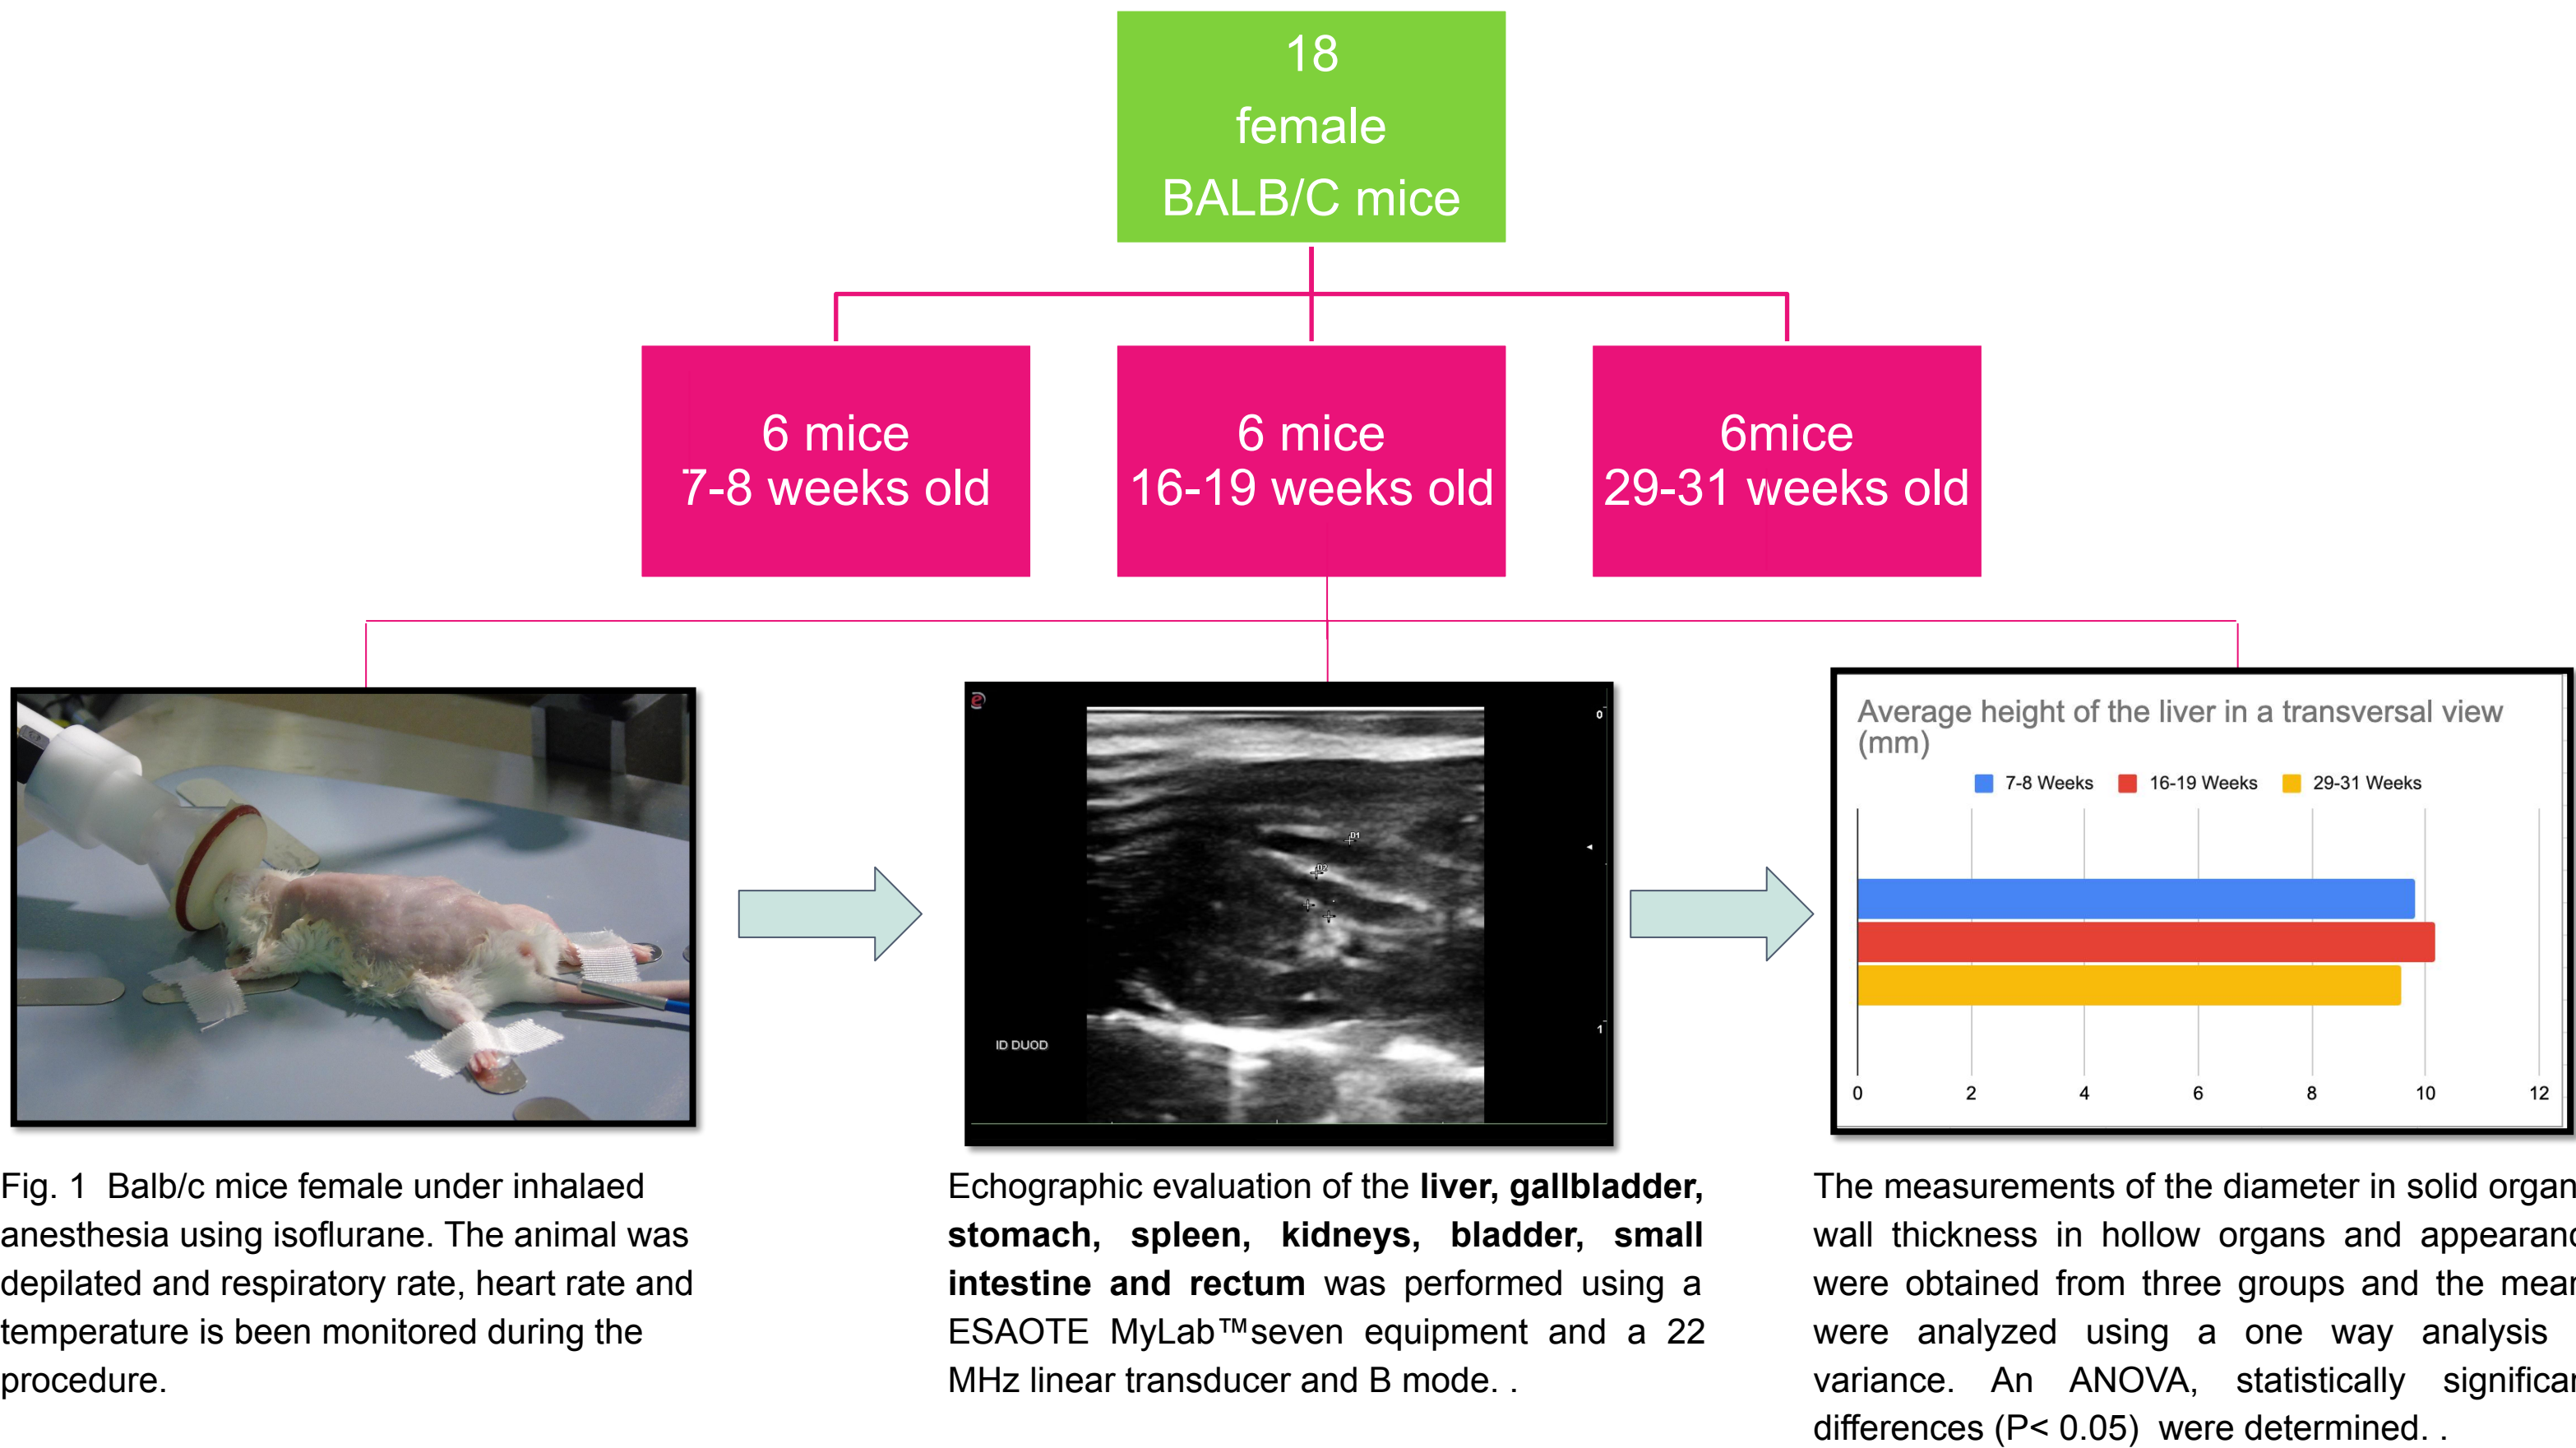 18
female
BALB/C mice
6 mice
7-8 weeks old
6 mice
16-19 weeks old
6mice
29-31 weeks old
0
D1
D2
1
ID DUOD
Average height of the liver in a transversal view
(mm)
7-8 Weeks 16-19 Weeks 29-31 Weeks
0 2 4 6 8 10 12
Fig. 1 Balb/c mice female under inhalaed
anesthesia using isoflurane. The animal was
depilated and respiratory rate, heart rate and
temperature is been monitored during the
procedure.
Echographic evaluation of the liver, gallbladder,
stomach, spleen, kidneys, bladder, small
intestine and rectum was performed using a
ESAOTE MyLab™seven equipment and a 22
MHz linear transducer and B mode. .
The measurements of the diameter in solid organ
wall thickness in hollow organs and appearanc
were obtained from three groups and the mean
were analyzed using a one way analysis
variance. An ANOVA, statistically significan
differences (P< 0.05) were determined. .